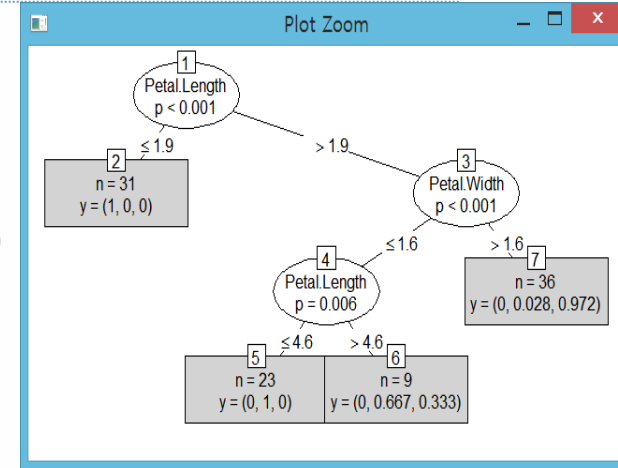 Plot Zoom
1
Petal.Length
p < 0.001
≤ 1.9
> 1.9
2
n = 31
y = (1, 0, 0)
3
Petal.Width
p < 0.001
≤ 1.6
> 1.6
4
Petal.Length
p = 0.006
7
n = 36
y = (0, 0.028, 0.972)
≤ 4.6
> 4.6
5
n = 23
y = (0, 1, 0)
6
n = 9
y = (0, 0.667, 0.333)